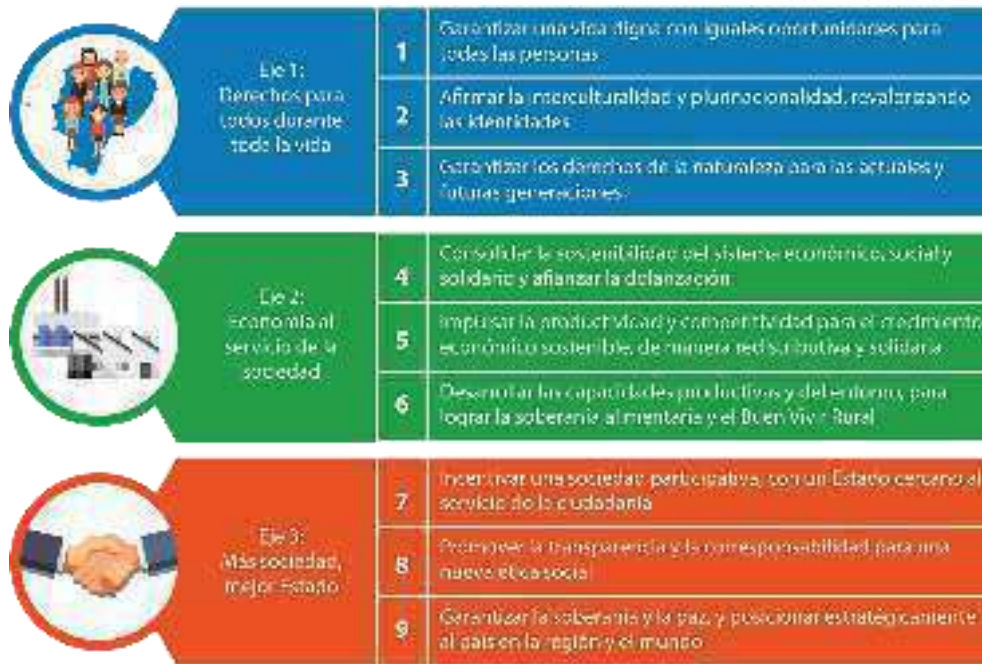 Eje 1:
Derechos para
todos durante
toda la vida
1
Garantizar una vida digna con iguales oportunidades para
todas las personas
2
Afirmar la interculturalidad y plurinacionalidad, revalorizando
las identidades
3
Garantizar los derechos de la naturaleza para las actuales y
futuras generaciones
Eje 2:
Economía al
servicio de la
sociedad
4
Consolidar la sostenibilidad del sistema económico, social y
solidario y afianzar la dolarización
5
Impulsar la productividad y competitividad para el crecimiento
económico sostenible, de manera redistributiva y solidaria
6
Desarrollar las capacidades productivas y del entorno, para
lograr la soberanía alimentaria y el Buen Vivir Rural
Eje 3:
Más sociedad,
mejor Estado
7
Incentivar una sociedad participativa, con un Estado cercano al
servicio de la ciudadanía
8
Promover la transparencia y la corresponsabilidad para una
nueva ética social
9
Garantizar la soberanía y la paz, y posicionar estratégicamente
al país en la región y el mundo